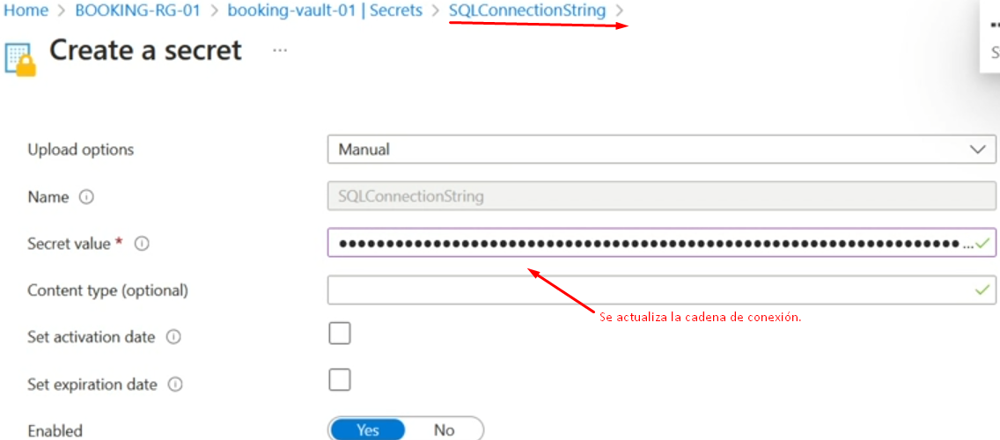 Home > BOOKING-RG-01 > booking-vault-01 | Secrets > SQLConnectionString >
Create a secret ...
Upload options Manual
Name SQLConnectionString
Secret value * ••••••••••••••••••••••••••••••••••••••••••••••••••••••••••••••••••• ...
Content type (optional)
Se actualiza la cadena de conexión.
Set activation date
Set expiration date
Enabled Yes No